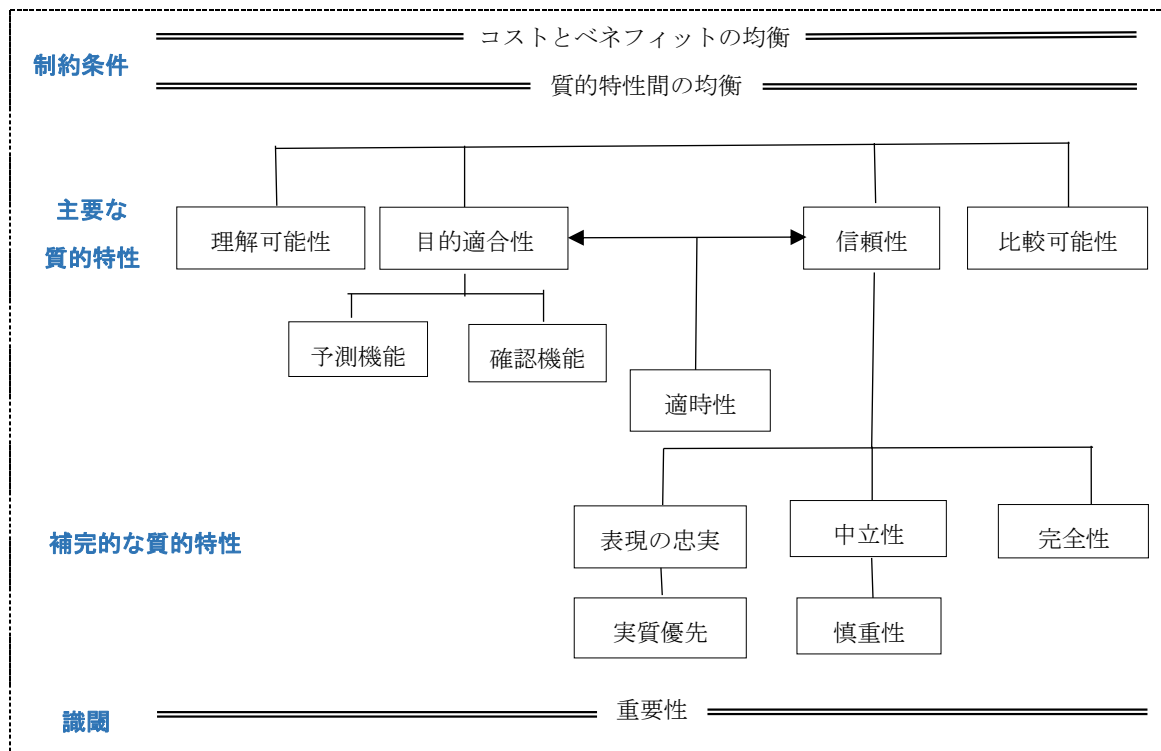 コストとベネフィットの均衡
制約条件
質的特性間の均衡
主要な
質的特性
理解可能性
目的適合性
信頼性
比較可能性
予測機能
確認機能
適時性
補完的な質的特性
表現の忠実
中立性
完全性
実質優先
慎重性
識閾
重要性